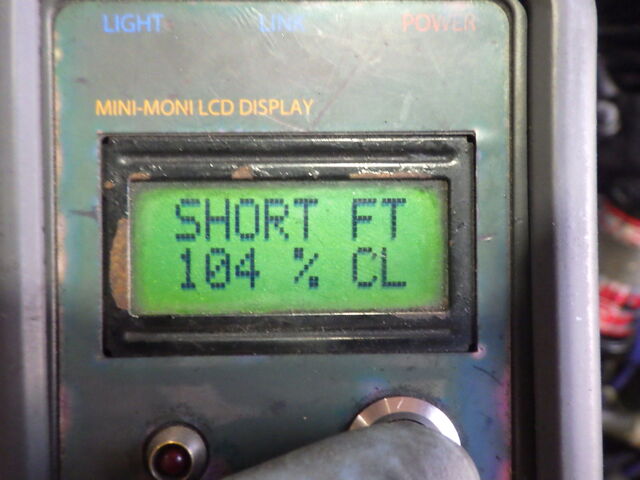 LIGHT LINK POWER
MINI-MONI LCD DISPLAY
SHORT FT
104 % CL